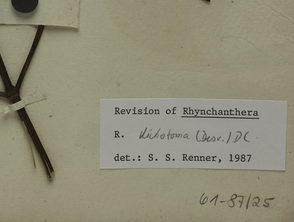 Revision of Rhynchanthera
R. dichotoma (Desr.) DC.
det.: S. S. Renner, 1987
61-87/25